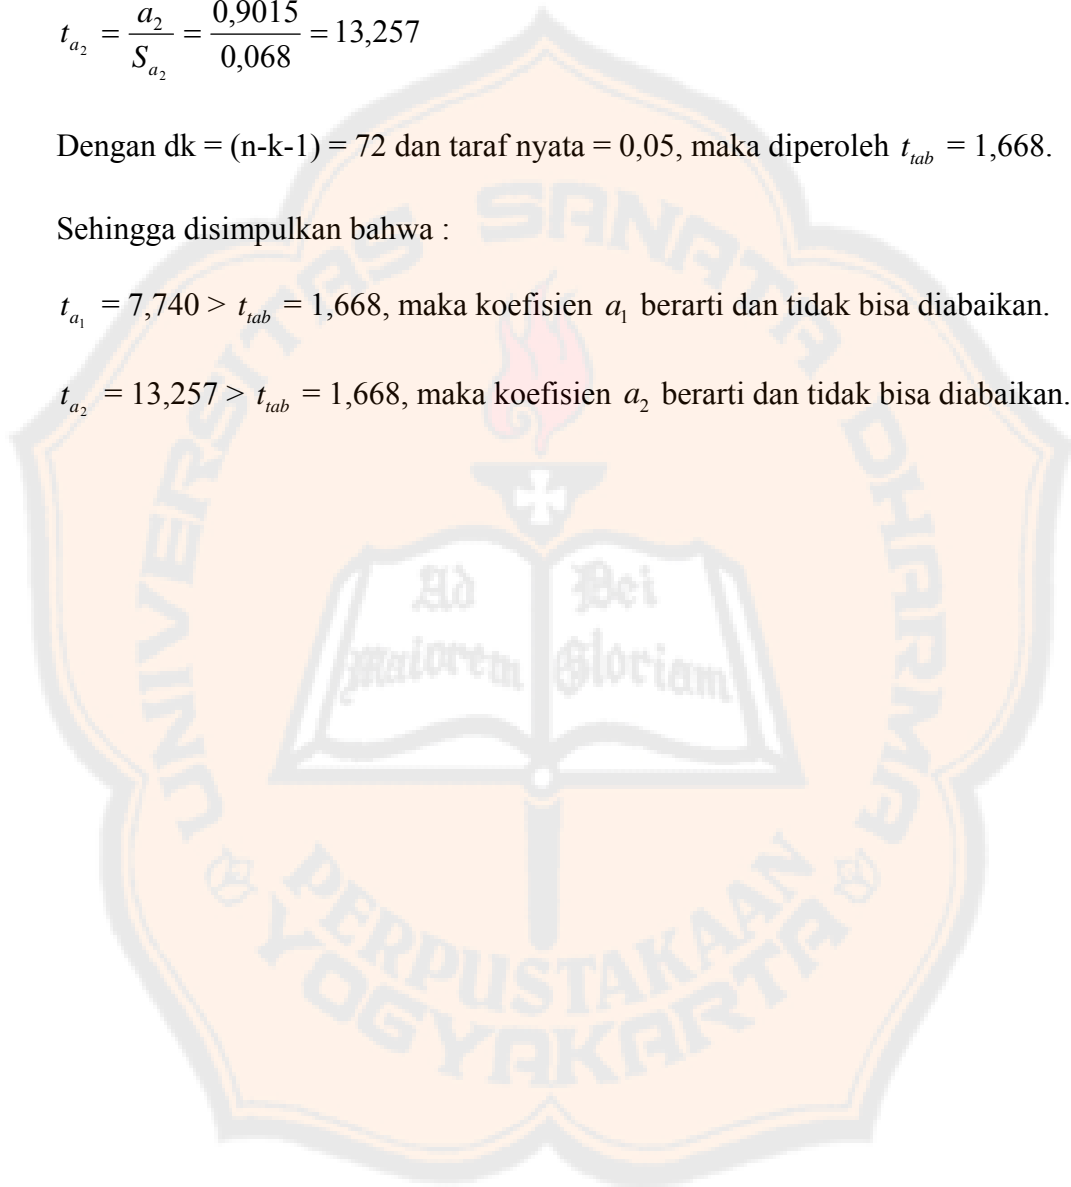 t_{a_2} = \frac{a_2}{S_{a_2}} = \frac{0,9015}{0,068} = 13,257
Dengan dk = (n-k-1) = 72 dan taraf nyata = 0,05, maka diperoleh t_{tab} = 1,668.
Sehingga disimpulkan bahwa :
t_{a_1} = 7,740 > t_{tab} = 1,668, maka koefisien a_1 berarti dan tidak bisa diabaikan.
t_{a_2} = 13,257 > t_{tab} = 1,668, maka koefisien a_2 berarti dan tidak bisa diabaikan.
UNIVERSITAS SANATA DHARMA
Ad Dei
maiorem Gloriam
PERPUSTAKAAN
YOGYAKARTA